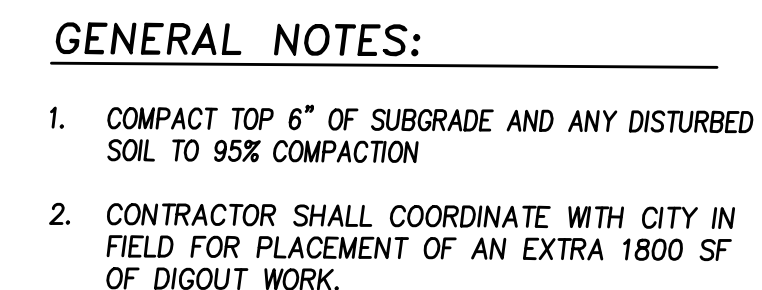 GENERAL NOTES:
1. COMPACT TOP 6" OF SUBGRADE AND ANY DISTURBED
SOIL TO 95% COMPACTION
2. CONTRACTOR SHALL COORDINATE WITH CITY IN
FIELD FOR PLACEMENT OF AN EXTRA 1800 SF
OF DIGOUT WORK.